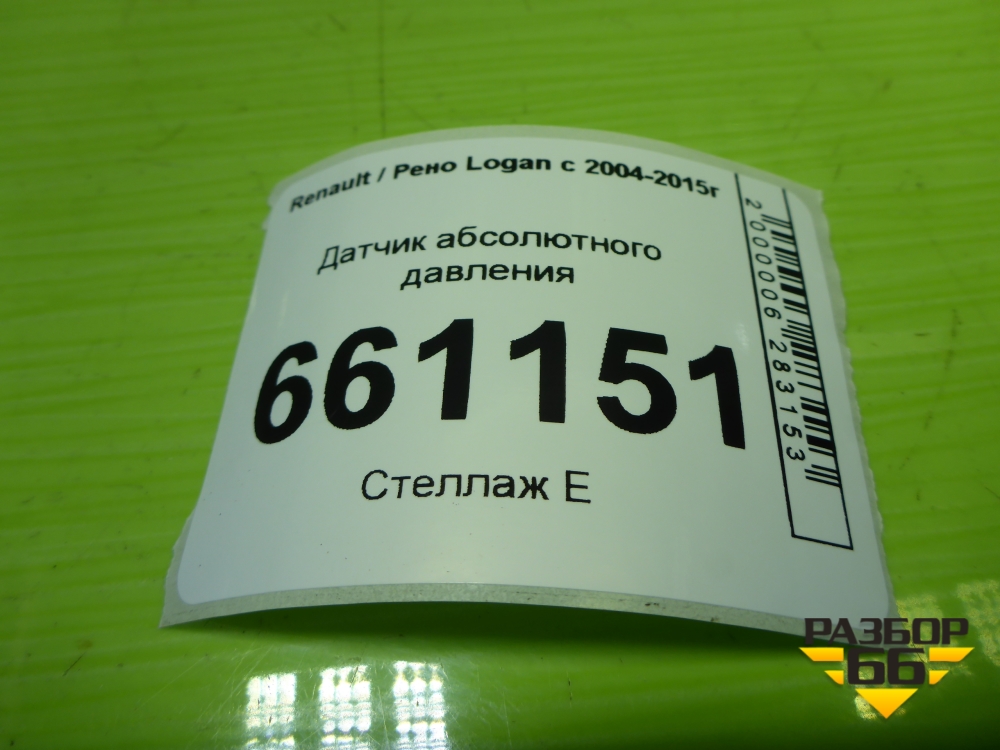 Renault / Рено Logan с 2004-2015г
Датчик абсолютного
давления
661151
Стеллаж Е
2000006283153
РАЗБОР
66